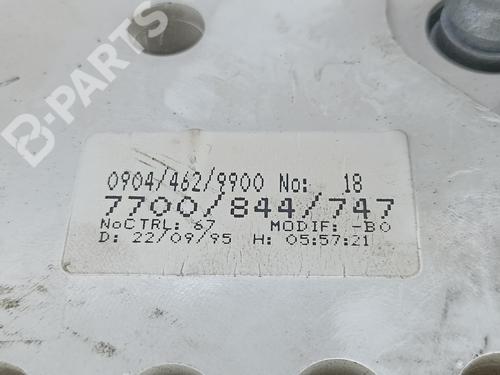 B-PARTS
0904/462/9900 No: 18
7700/844/747
NoCTRL: 67 MODIF: -B0
D: 22/09/95 H: 05:57:21